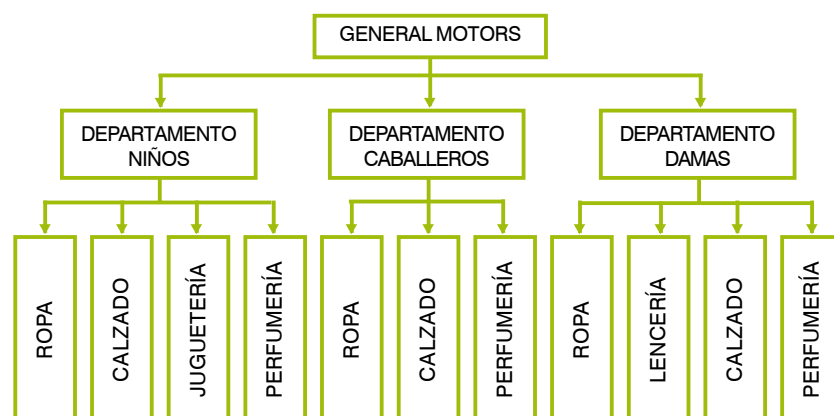 GENERAL MOTORS
DEPARTAMENTO
NIÑOS
DEPARTAMENTO
CABALLEROS
DEPARTAMENTO
DAMAS
ROPA
CALZADO
JUGUETERÍA
PERFUMERÍA
ROPA
CALZADO
PERFUMERÍA
ROPA
LENCERÍA
CALZADO
PERFUMERÍA